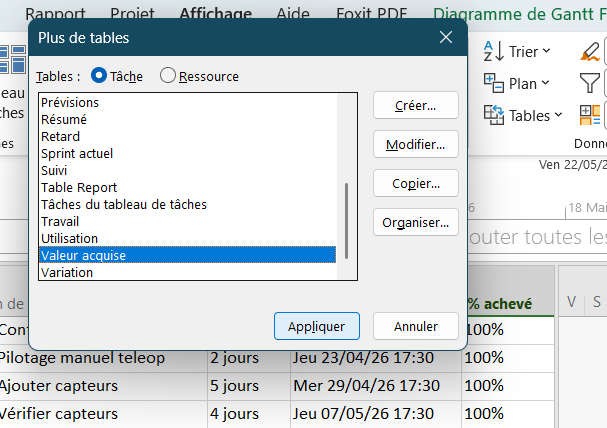 Rapport Projet Affichage Aide Foxit PDF Diagramme de Gantt F
Plus de tables
Tables : Tâche Ressource
Prévisions
Résumé
Retard
Sprint actuel
Suivi
Table Report
Tâches du tableau de tâches
Travail
Utilisation
Valeur acquise
Variation
Créer...
Modifier...
Copier...
Organiser...
Appliquer
Annuler
Trier
Plan
Tables
Donn
Ven 22/05/2
6
18 Mai
outer toutes les
% achevé
V S
100%
Pilotage manuel teleop 2 jours Jeu 23/04/26 17:30 100%
Ajouter capteurs 5 jours Mer 29/04/26 17:30 100%
Vérifier capteurs 4 jours Jeu 07/05/26 17:30 100%